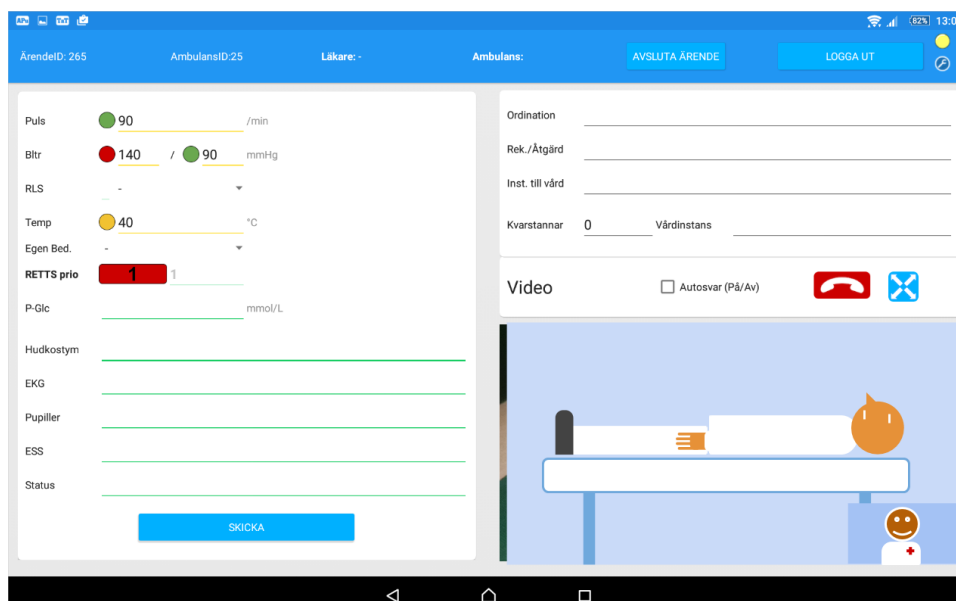 82% 13:0
ÄrendeID: 265 AmbulansID:25 Läkare: - Ambulans: AVSLUTA ÄRENDE LOGGA UT
Puls 90 /min
Bltr 140 / 90 mmHg
RLS -
Temp 40 °C
Egen Bed. -
RETTS prio 1 1
P-Glc mmol/L
Hudkostym
EKG
Pupiller
ESS
Status
SKICKA
Ordination
Rek./Åtgärd
Inst. till vård
Kvarstannar 0 Vårdinstans
Video Autosvar (På/Av)